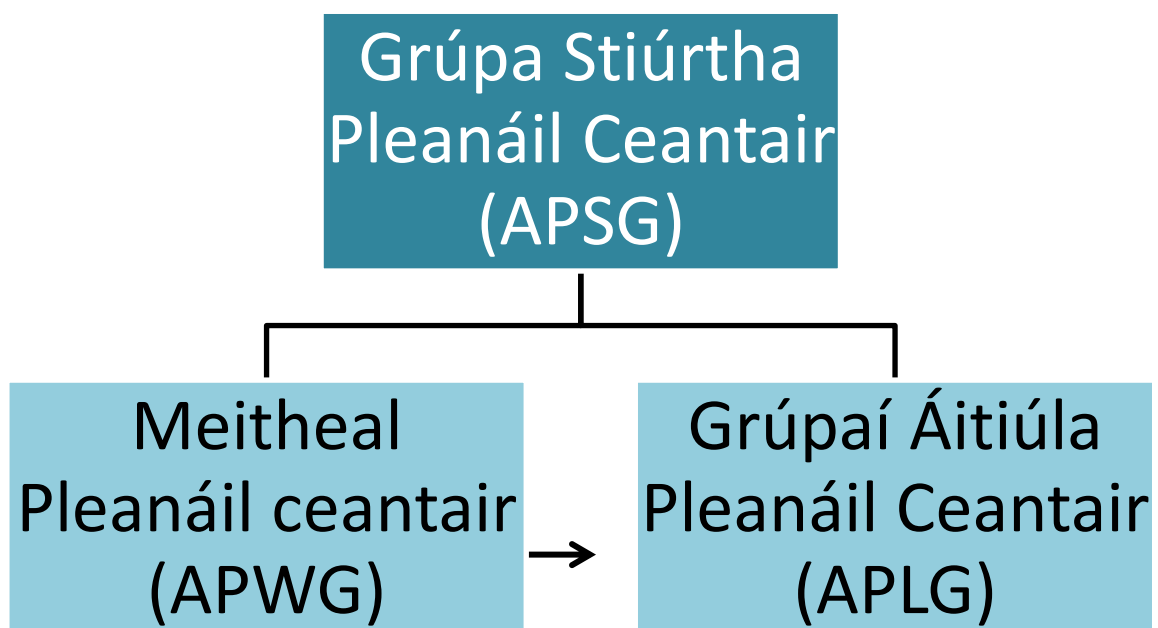 Grúpa Stiúrtha
Pleanáil Ceantair
(APSG)
Meitheal
Pleanáil ceantair
(APWG)
Grúpaí Áitiúla
Pleanáil Ceantair
(APLG)